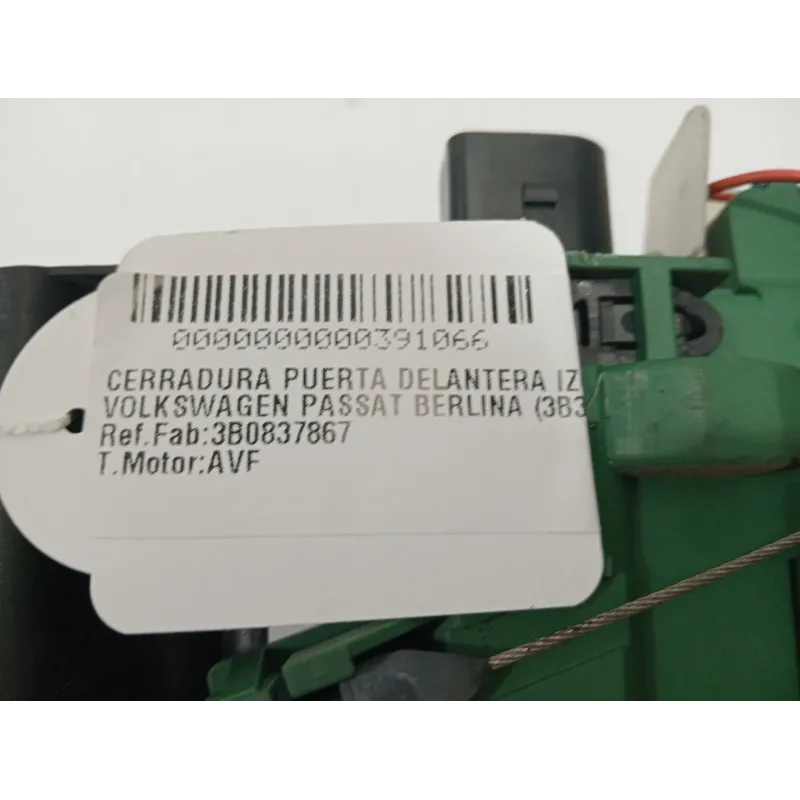 0000000000391066
CERRADURA PUERTA DELANTERA IZ
VOLKSWAGEN PASSAT BERLINA (3B3
Ref.Fab:3B0837867
T.Motor:AVF